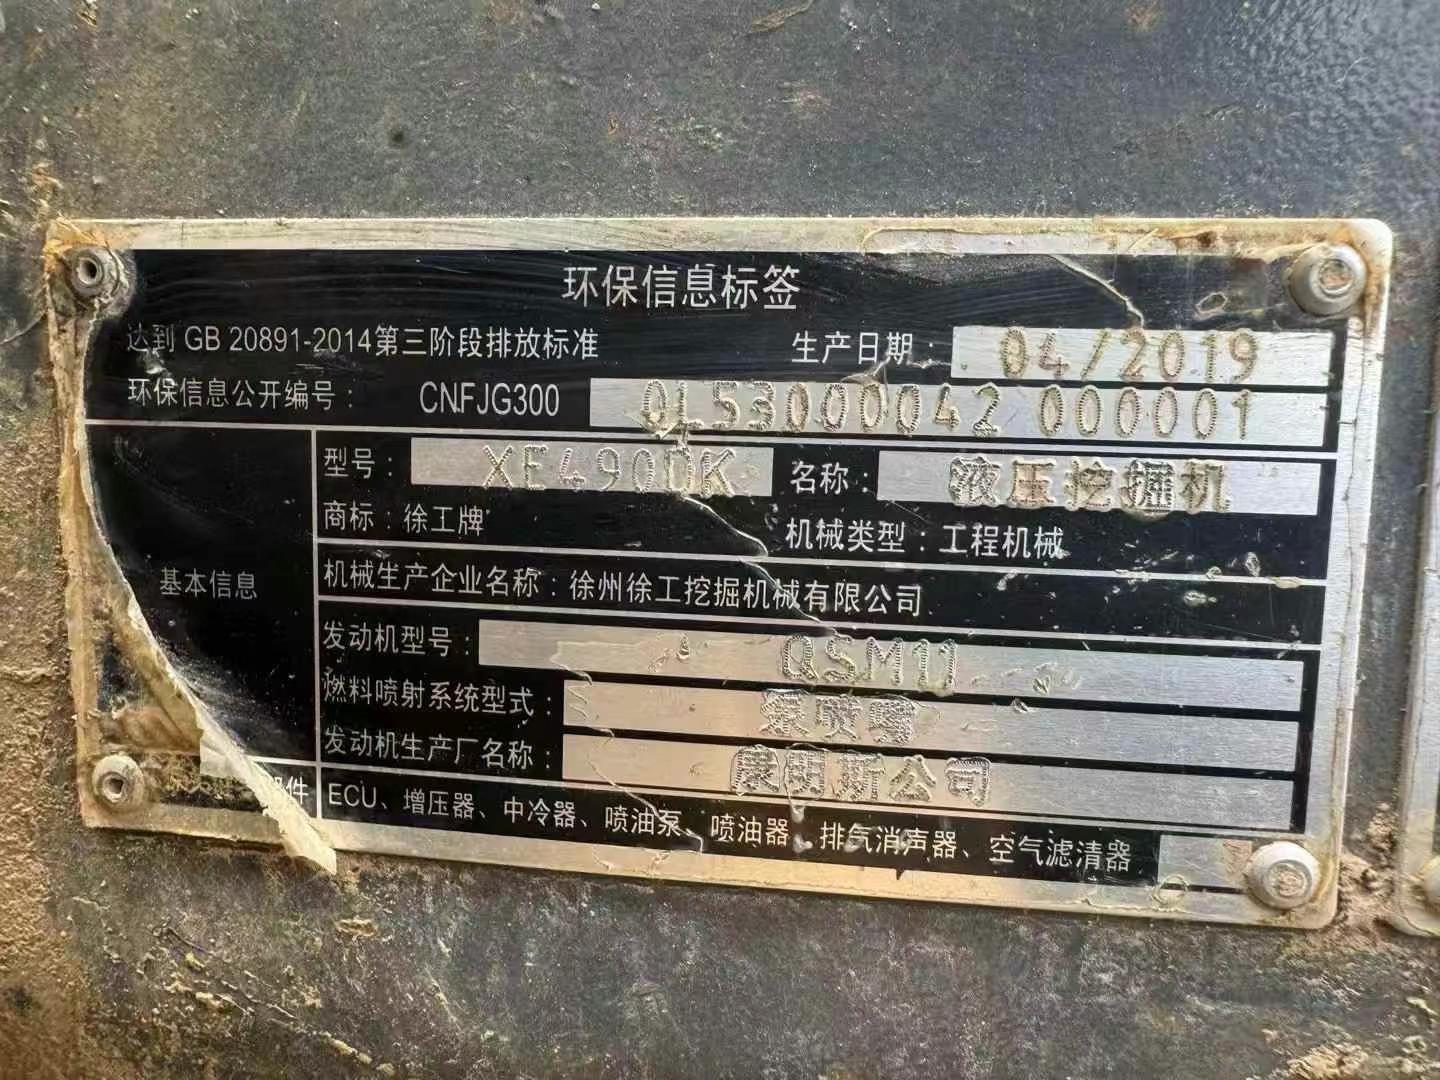 环保信息标签
达到 GB 20891-2014第三阶段排放标准 生产日期: 04/2019
环保信息公开编号: CNFJG300 0L53000042 000001
基本信息
型号: XE490DK 名称: 液压挖掘机
商标: 徐工牌 机械类型: 工程机械
机械生产企业名称: 徐州徐工挖掘机械有限公司
发动机型号: QSM11
燃料喷射系统型式: 泵喷嘴
发动机生产厂名称: 康明斯公司
件 ECU、增压器、中冷器、喷油泵、喷油器、排气消声器、空气滤清器